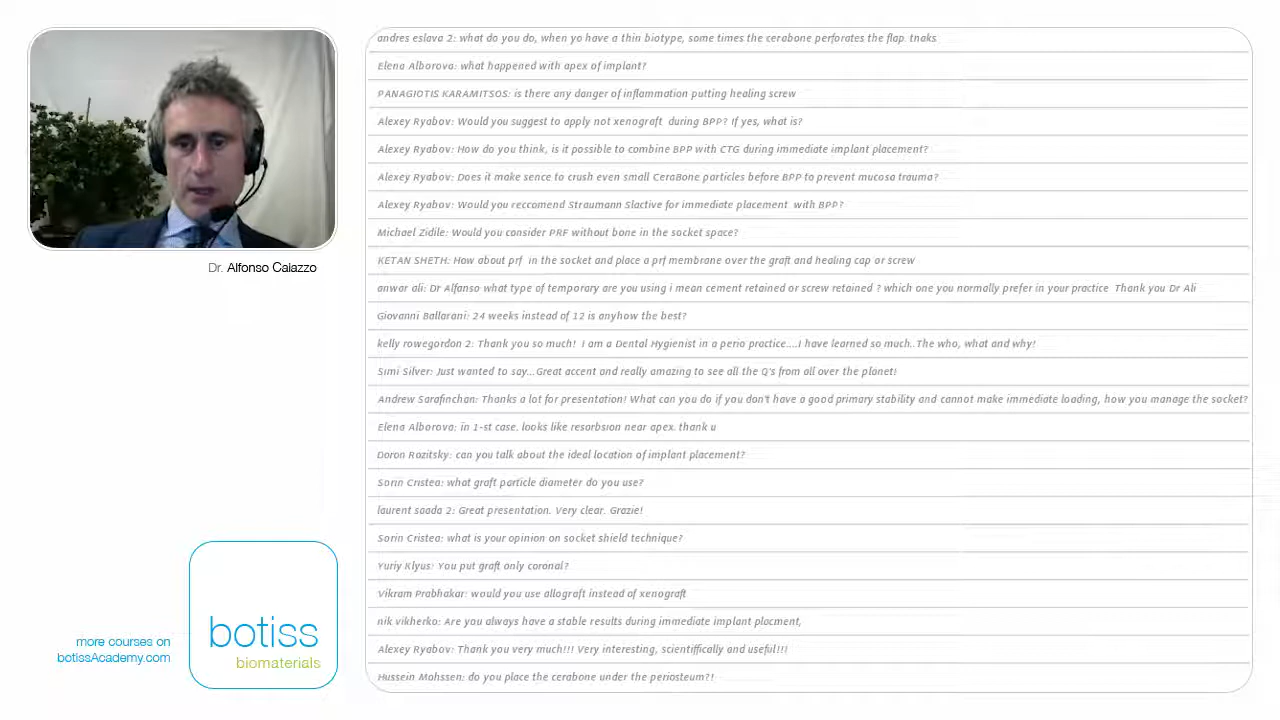 Dr. Alfonso Caiazzo
more courses on
botissAcademy.com
botiss
biomaterials
andres eslava 2: what do you do, when yo have a thin biotype, some times the cerabone perforates the flap. tnaks
Elena Alborova: what happened with apex of implant?
PANAGIOTIS KARAMITSOS: is there any danger of inflammation putting healing screw
Alexey Ryabov: Would you suggest to apply not xenograft  during BPP? If yes, what is?
Alexey Ryabov: How do you think, is it possible to combine BPP with CTG during immediate implant placement?
Alexey Ryabov: Does it make sence to crush even small CeraBone particles before BPP to prevent mucosa trauma?
Alexey Ryabov: Would you reccomend Straumann Slactive for immediate placement  with BPP?
Michael Zidile: Would you consider PRF without bone in the socket space?
KETAN SHETH: How about prf  in the socket and place a prf membrane over the graft and healing cap or screw
anwar ali: Dr Alfanso what type of temporary are you using i mean cement retained or screw retained ? which one you normally prefer in your practice  Thank you Dr Ali
Giovanni Ballarani: 24 weeks instead of 12 is anyhow the best?
kelly rowegordon 2: Thank you so much!  I am a Dental Hygienist in a perio practice....I have learned so much..The who, what and why!
Simi Silver: Just wanted to say...Great accent and really amazing to see all the Q's from all over the planet!
Andrew Sarafinchan: Thanks a lot for presentation! What can you do if you don't have a good primary stability and cannot make immediate loading, how you manage the socket?
Elena Alborova: in 1-st case. looks like resorbsion near apex. thank u
Doron Rozitsky: can you talk about the ideal location of implant placement?
Sorin Cristea: what graft particle diameter do you use?
laurent saada 2: Great presentation. Very clear. Grazie!
Sorin Cristea: what is your opinion on socket shield technique?
Yuriy Klyus: You put graft only coronal?
Vikram Prabhakar: would you use allograft instead of xenograft
nik vikherko: Are you always have a stable results during immediate implant placment,
Alexey Ryabov: Thank you very much!!! Very interesting, scientiffically and useful!!!
Hussein Mohssen: do you place the cerabone under the periosteum?!